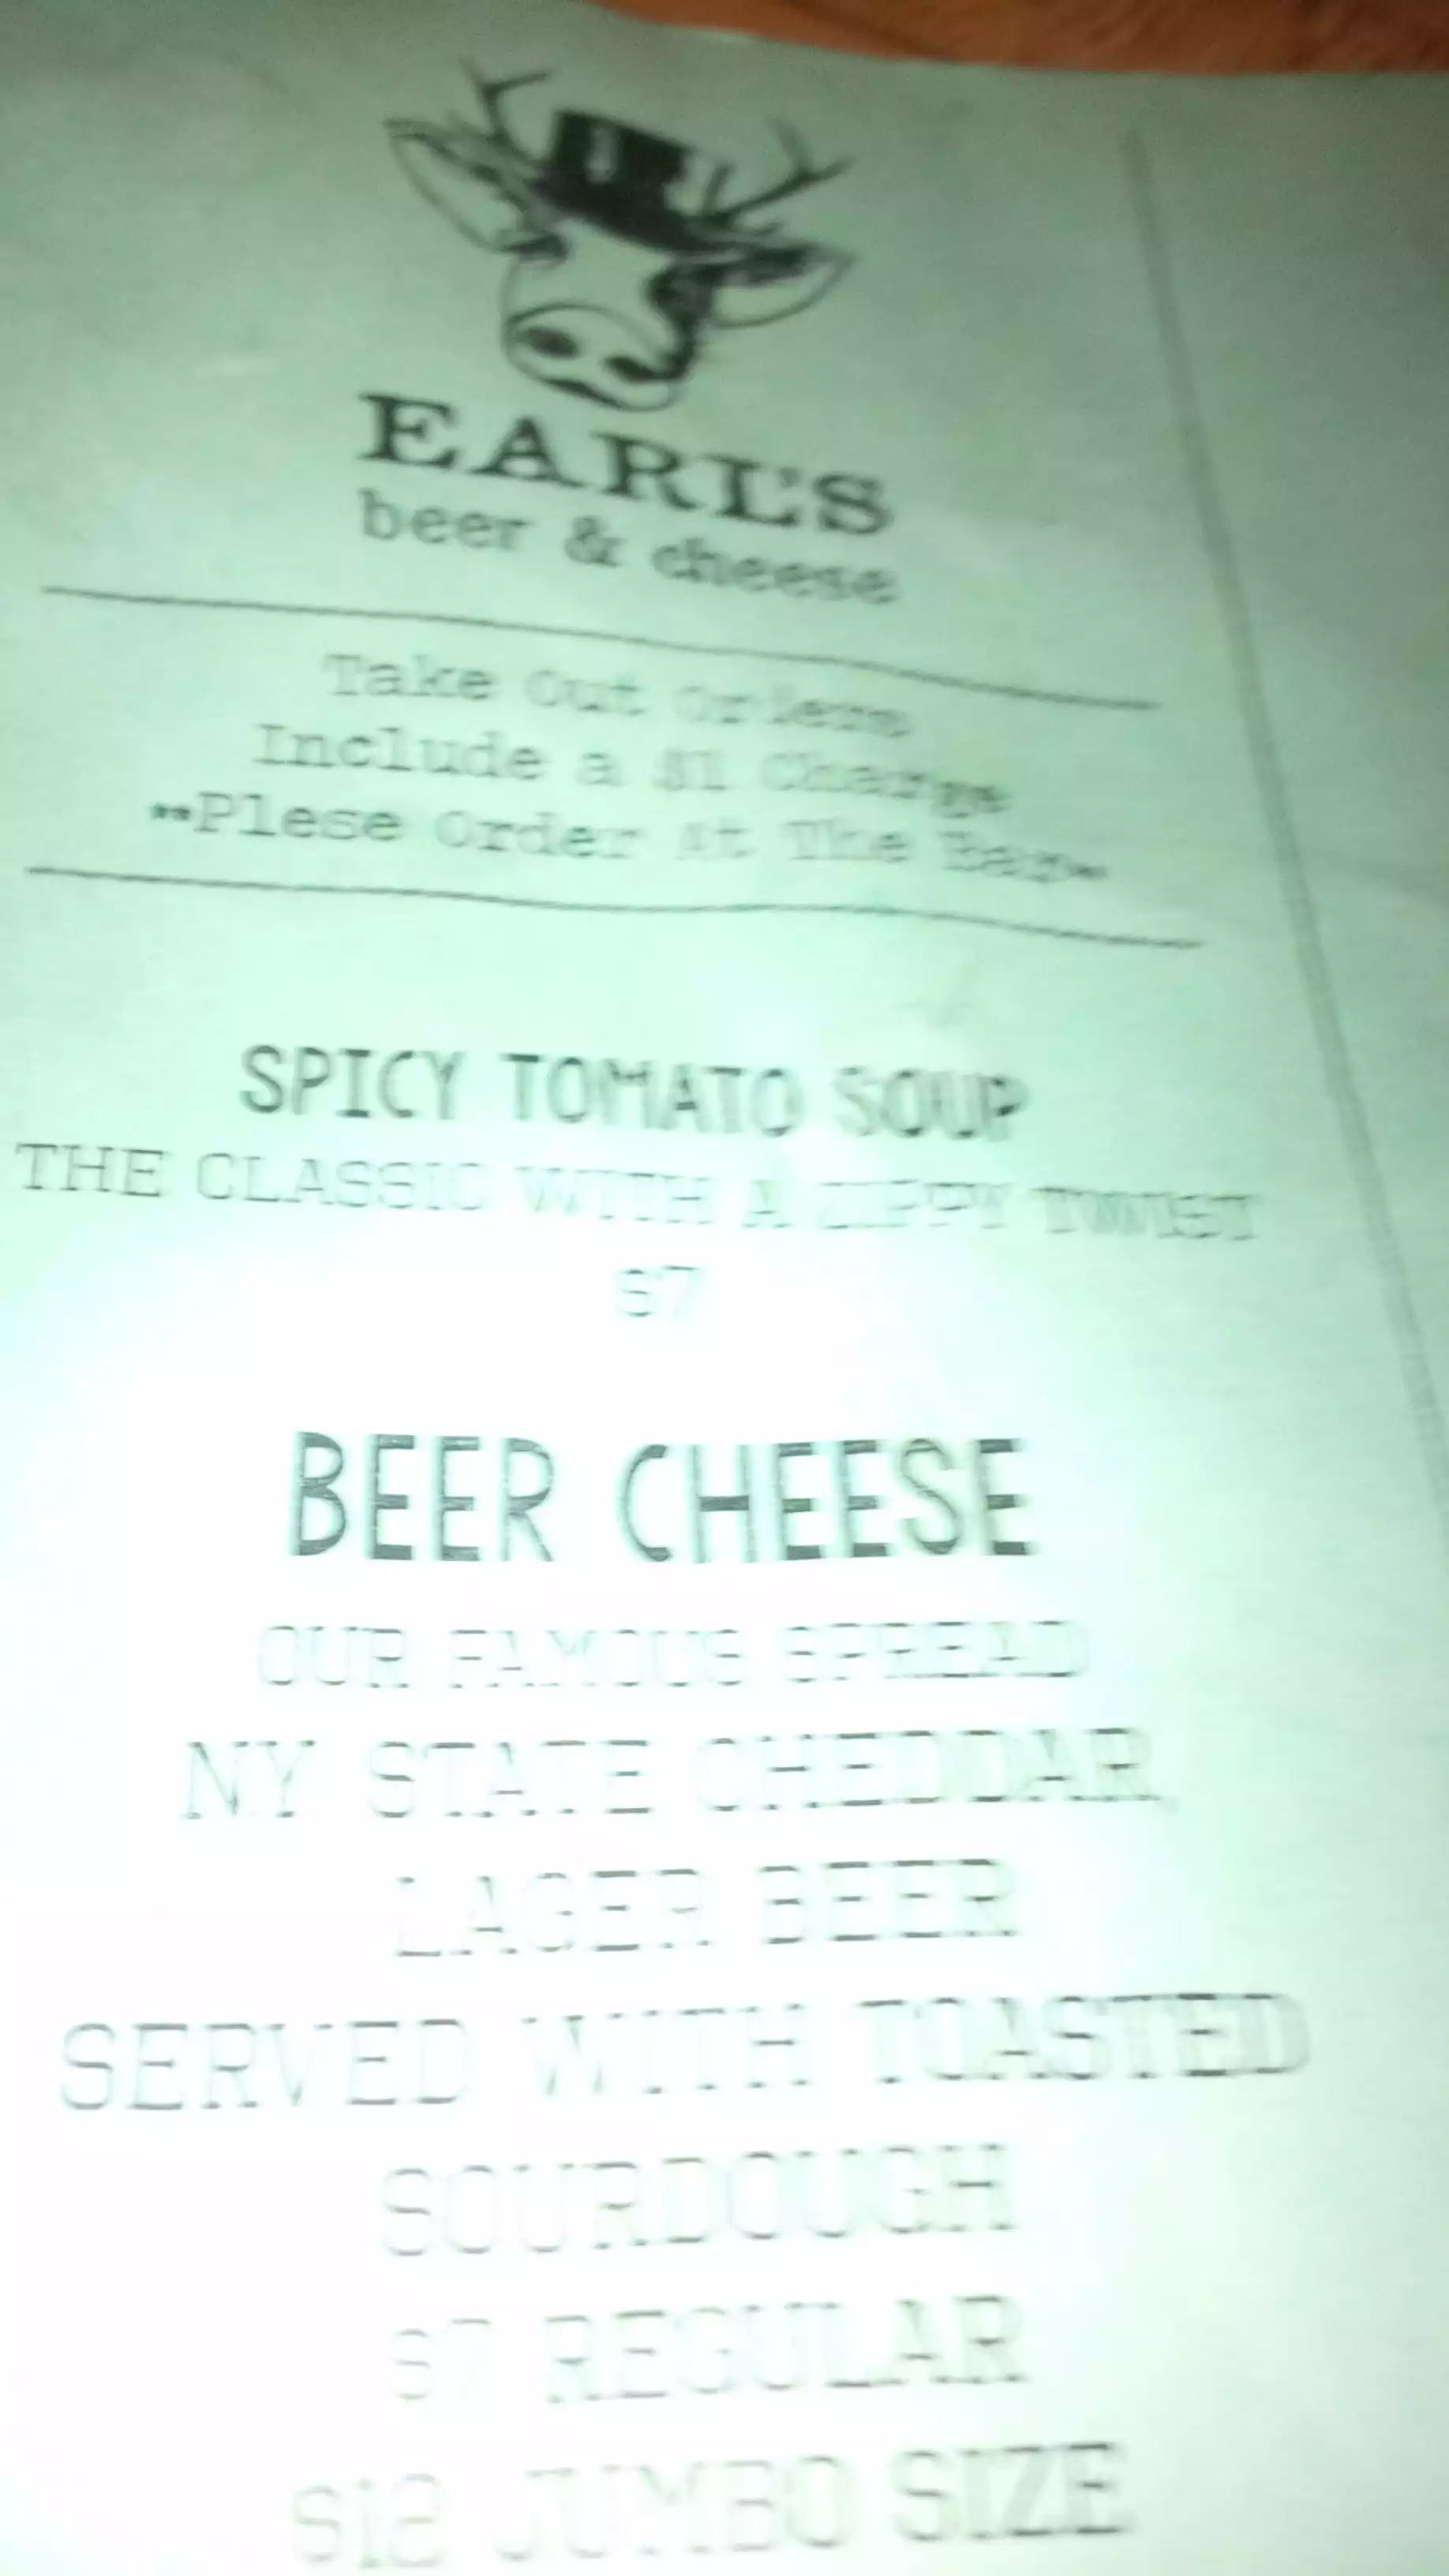 EARL'S
beer & cheese
Take Out Orders
Include a $1 Charge
**Plese Order At The Bar**
SPICY TOMATO SOUP
THE CLASSIC WITH A ZIPPY TWIST
$7
BEER CHEESE
OUR FAMOUS SPREAD
NY STATE CHEDDAR,
LAGER BEER
SERVED WITH TOASTED
SOURDOUGH
$7 REGULAR
$12 JUMBO SIZE